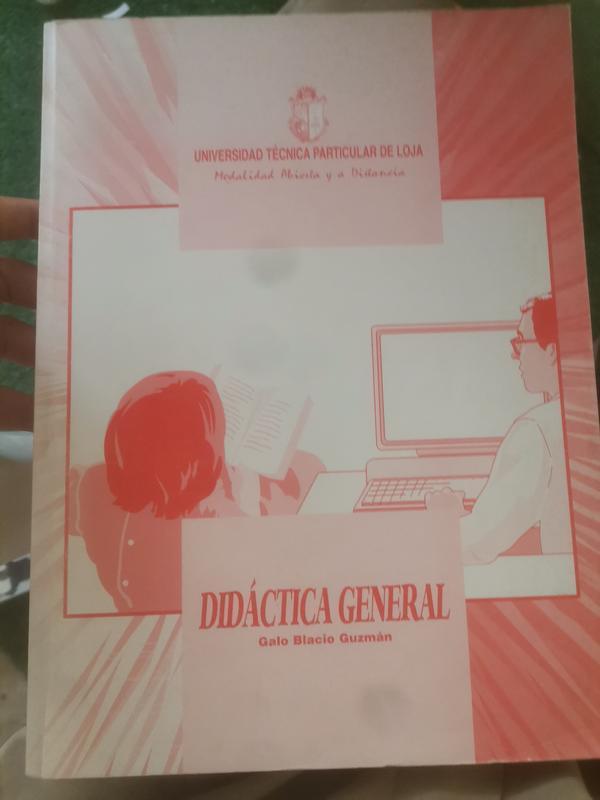 UNIVERSIDAD TÉCNICA PARTICULAR DE LOJA
Modalidad Abierta y a Distancia
DIDÁCTICA GENERAL
Galo Blacio Guzmán